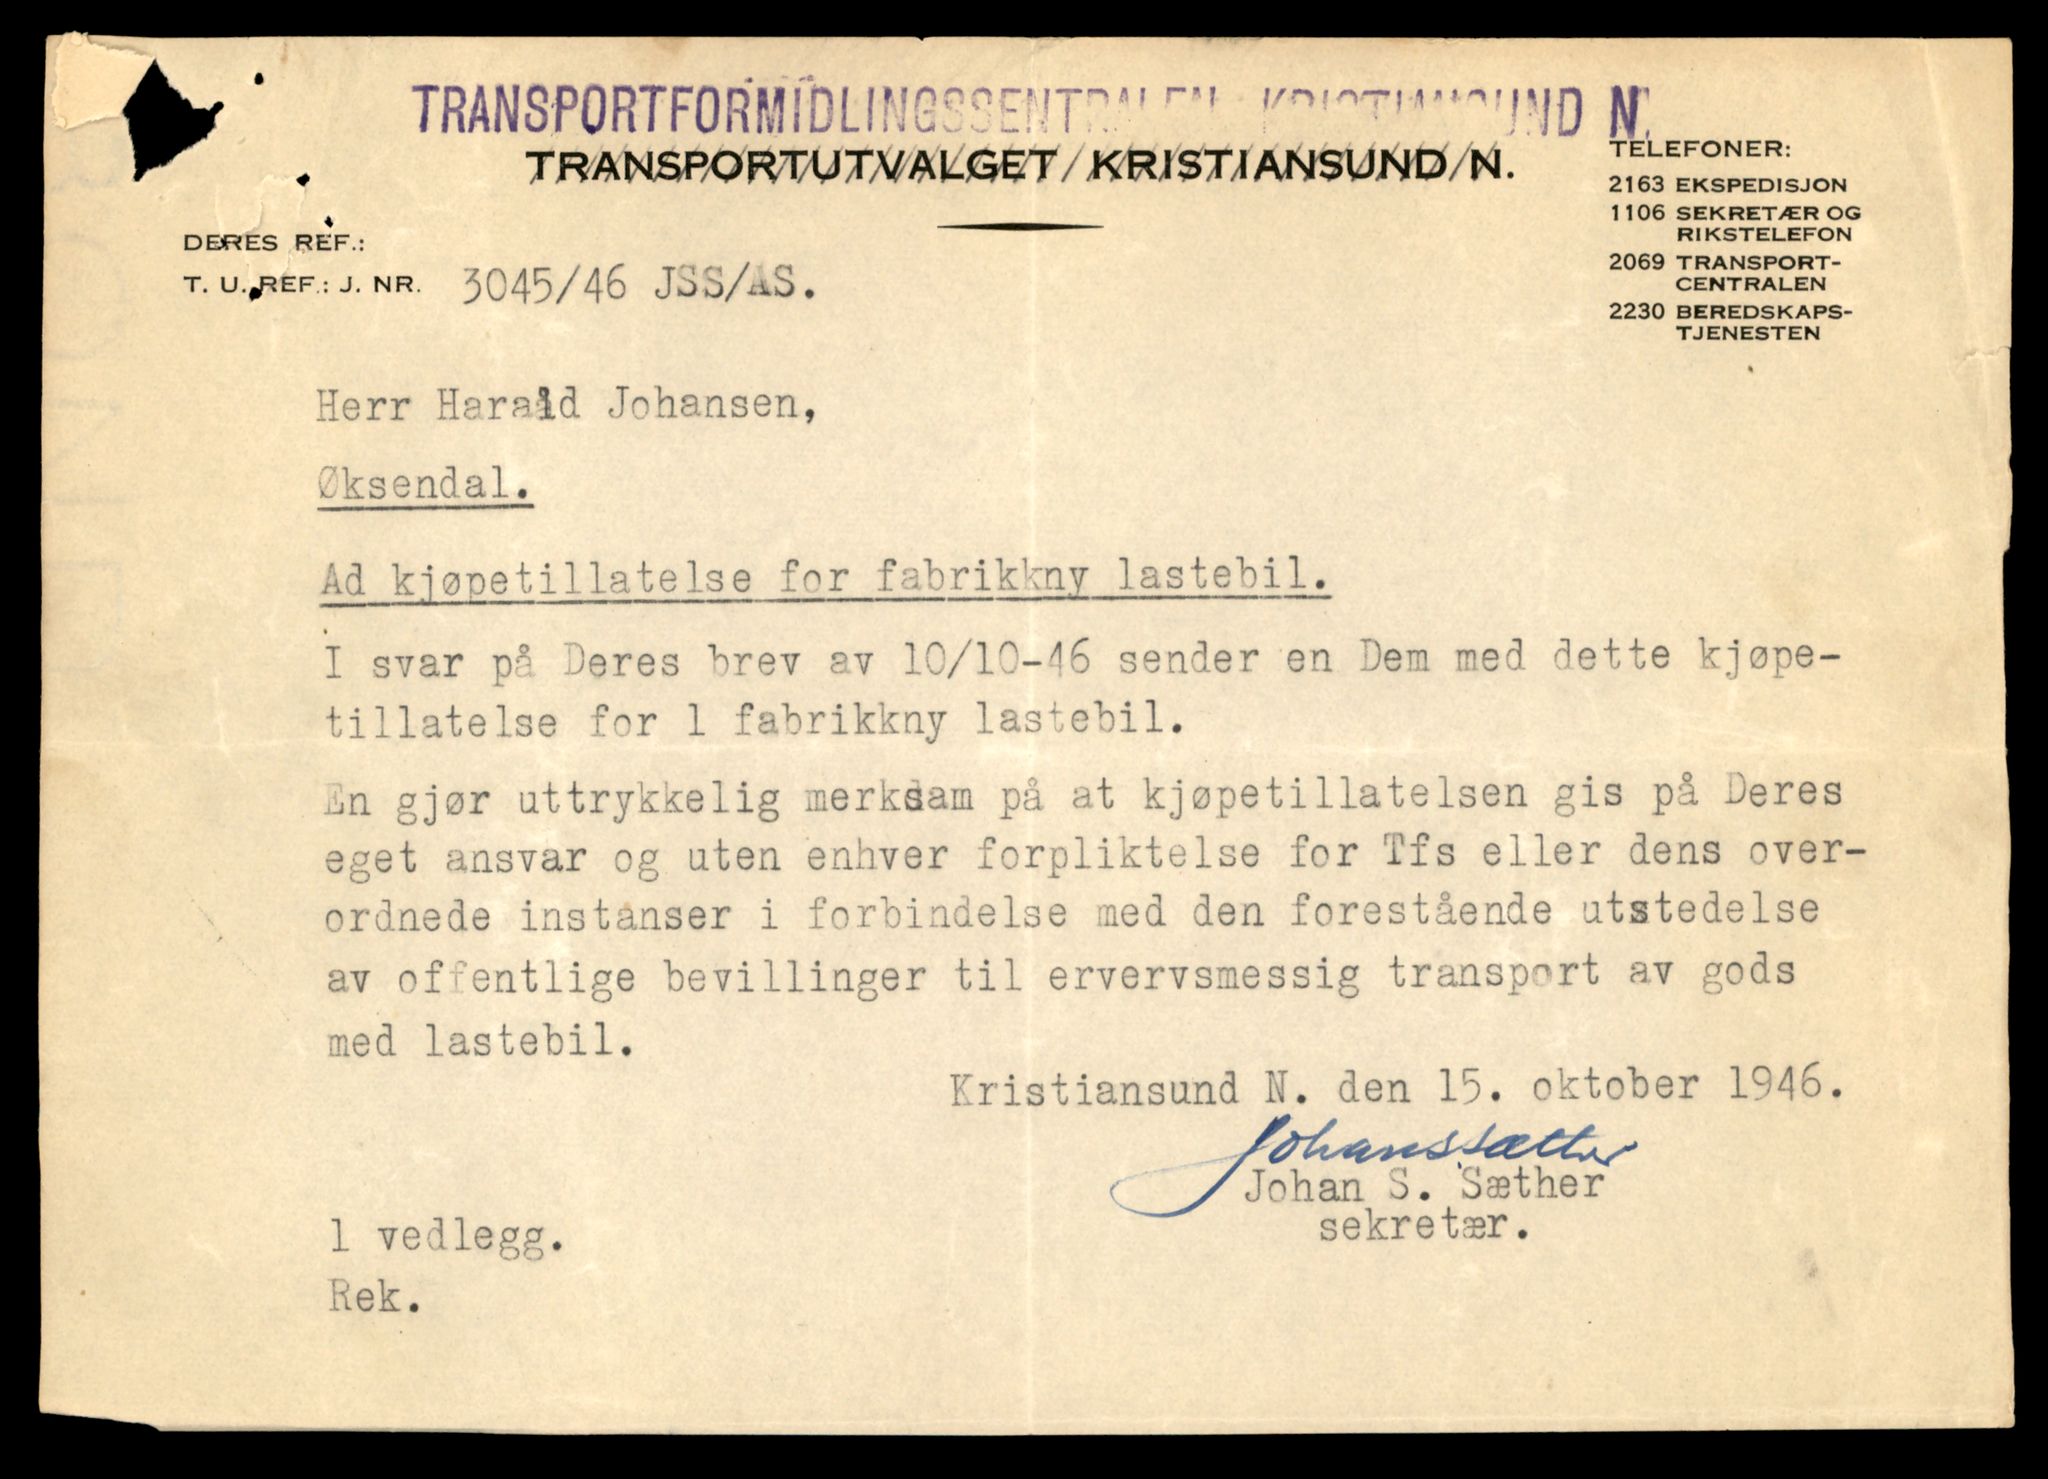 TRANSPORTFORMIDLINGSSENTRALEN KRISTIANSUND N.
TRANSPORTUTVALGET KRISTIANSUND N.
TELEFONER:
2163 EKSPEDISJON
1106 SEKRETÆR OG
RIKSTELEFON
2069 TRANSPORT-
CENTRALEN
2230 BEREDSKAPS-
TJENESTEN
DERES REF.:
T. U. REF.: J. NR. 3045/46 JSS/AS.
Herr Harald Johansen,
Øksendal.
Ad kjøpetillatelse for fabrikkny lastebil.
I svar på Deres brev av 10/10-46 sender en Dem med dette kjøpe-
tillatelse for 1 fabrikkny lastebil.
En gjør uttrykkelig merksam på at kjøpetillatelsen gis på Deres
eget ansvar og uten enhver forpliktelse for Tfs eller dens over-
ordnede instanser i forbindelse med den forestående utstedelse
av offentlige bevillinger til ervervsmessig transport av gods
med lastebil.
Kristiansund N. den 15. oktober 1946.
Johan S. Sæther
Johan S. Sæther
sekretær.
1 vedlegg.
Rek.